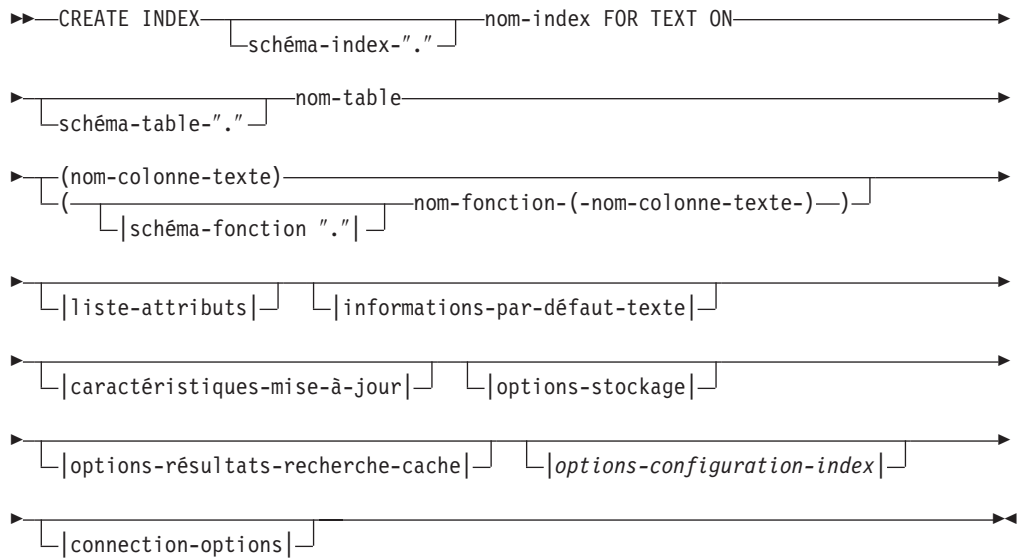 CREATE INDEX nom-index FOR TEXT ON
schéma-index-"."
nom-table
schéma-table-"."
(nom-colonne-texte)
( nom-fonction-(-nom-colonne-texte-) )
|schéma-fonction "."|
|liste-attributs| |informations-par-défaut-texte|
|caractéristiques-mise-à-jour| |options-stockage|
|options-résultats-recherche-cache| |options-configuration-index|
|connection-options|